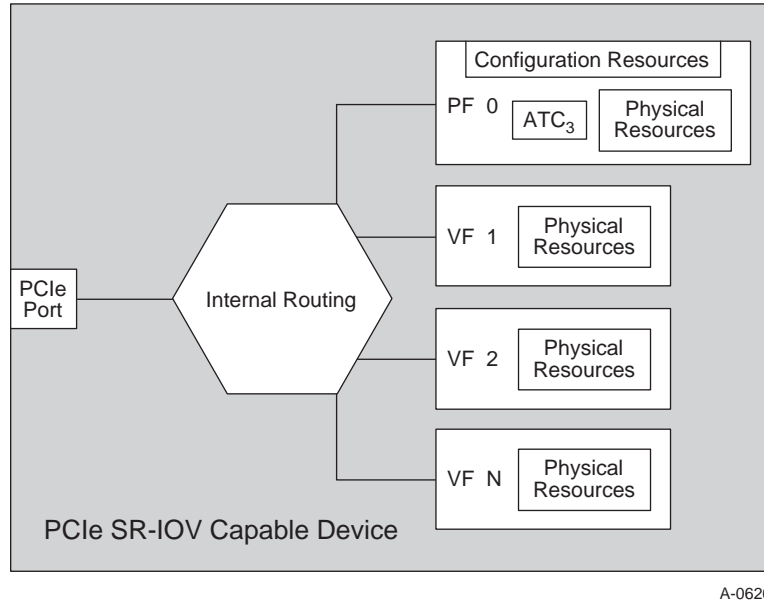 Configuration Resources
PF 0
ATC3
Physical
Resources
VF 1
Physical
Resources
PCIe
Port
Internal Routing
VF 2
Physical
Resources
VF N
Physical
Resources
PCIe SR-IOV Capable Device